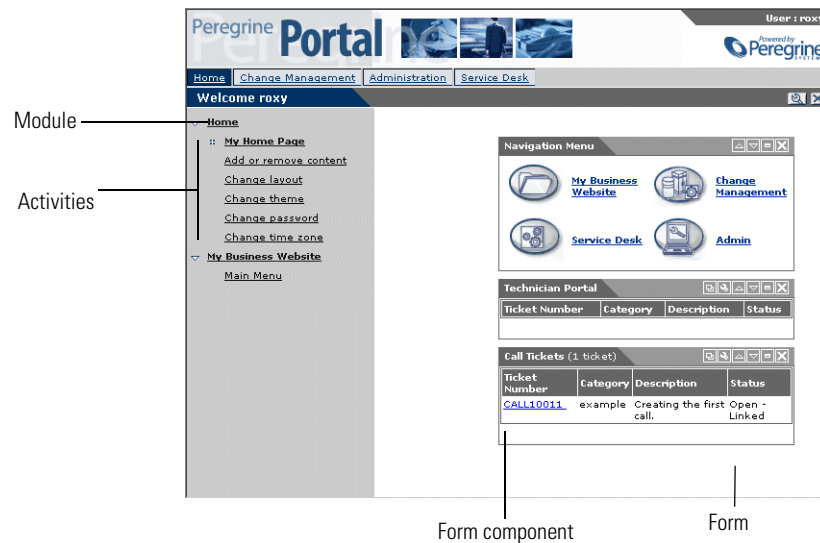 Peregrine
Portal
User : roxy
Powered by
Peregrine
SYSTEMS
Home
Change Management
Administration
Service Desk
Welcome roxy
Module
Home
My Home Page
Add or remove content
Activities
Change layout
Change theme
Change password
Change time zone
My Business Website
Main Menu
Navigation Menu
My Business Website
Change Management
Service Desk
Admin
Technician Portal
Ticket Number Category Description Status
Call Tickets (1 ticket)
Ticket Number Category Description Status
CALL10011 example Creating the first call. Open - Linked
Form component
Form